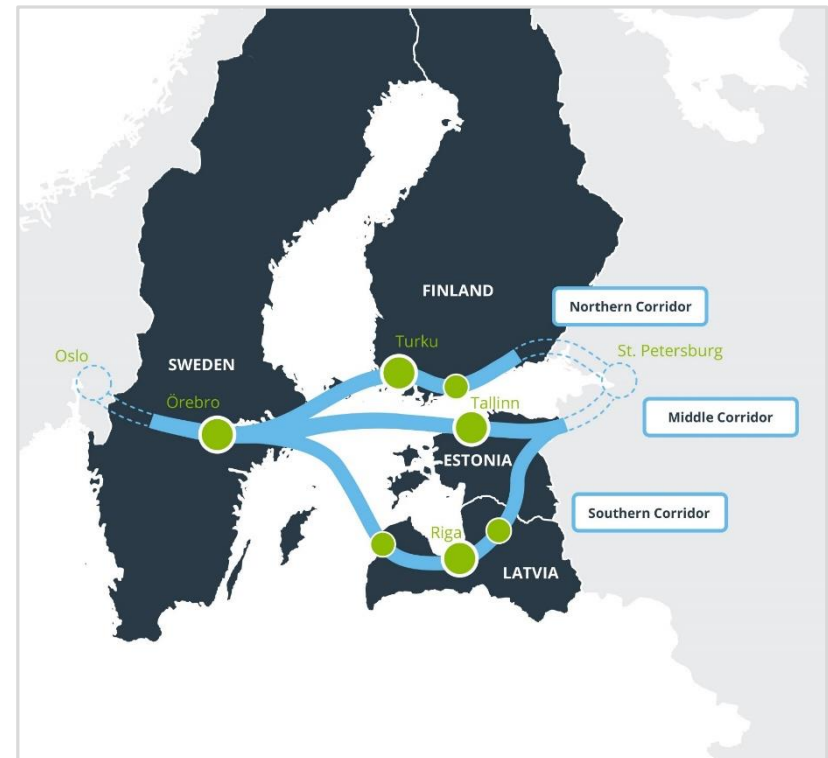 FINLAND
Northern Corridor
Turku
St. Petersburg
Oslo
SWEDEN
Örebro
Tallinn
Middle Corridor
ESTONIA
Southern Corridor
Riga
LATVIA